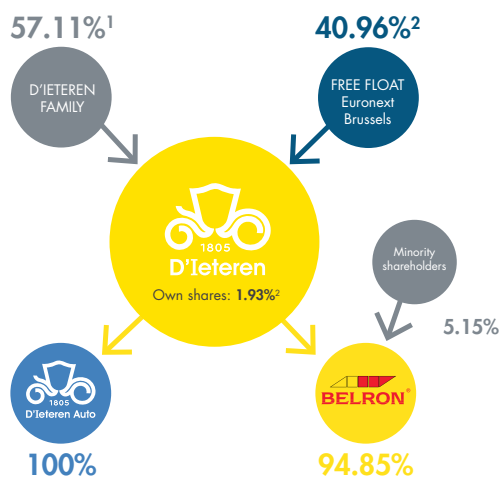 57.11%¹
40.96%²
D'IETEREN
FAMILY
FREE FLOAT
Euronext
Brussels
1805
D'Ieteren
Own shares: 1.93%²
Minority
shareholders
5.15%
1805
D'Ieteren Auto
BELRON®
100%
94.85%